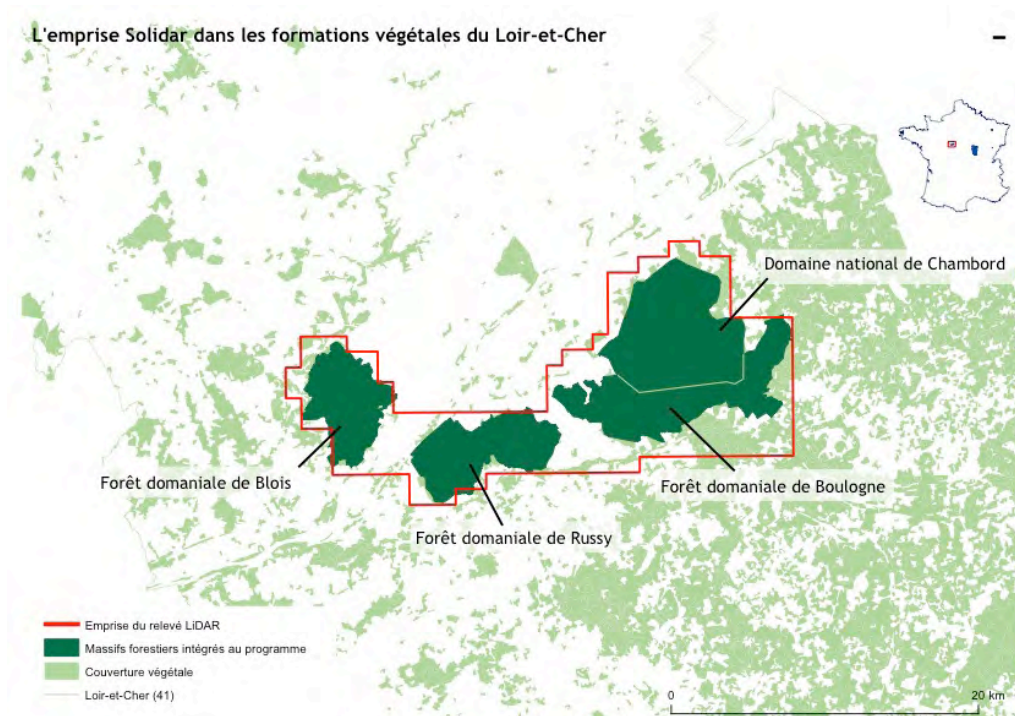 L'emprise Solidar dans les formations végétales du Loir-et-Cher
Domaine national de Chambord
Forêt domaniale de Blois
Forêt domaniale de Boulogne
Forêt domaniale de Russy
Emprise du relevé LiDAR
Massifs forestiers intégrés au programme
Couverture végétale
Loir-et-Cher (41)
0
20 km